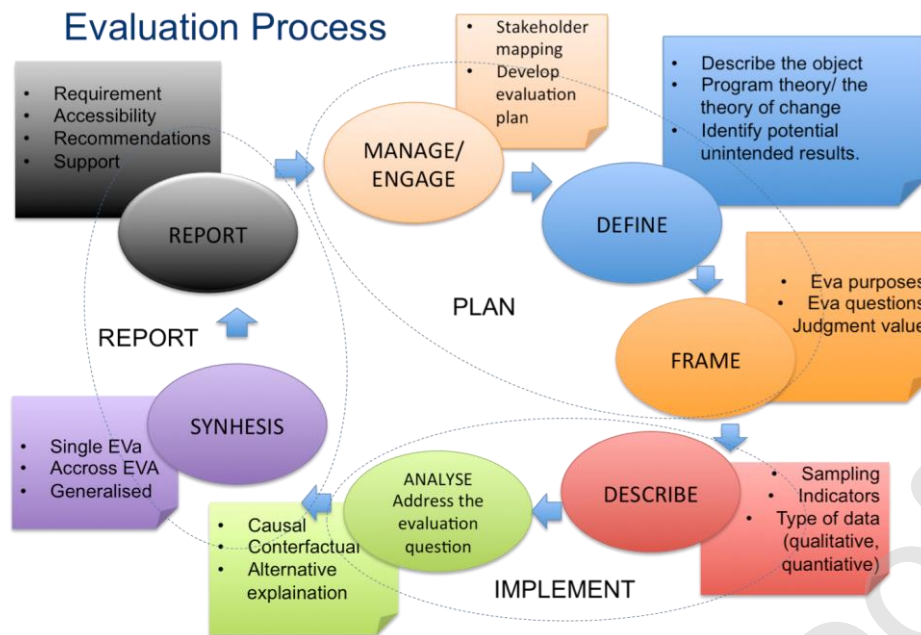 Evaluation Process
• Stakeholder
mapping
• Develop
evaluation
plan
MANAGE/
ENGAGE
• Describe the object
• Program theory/ the
theory of change
• Identify potential
unintended results.
DEFINE
• Eva purposes
• Eva questions
Judgment value
FRAME
PLAN
• Sampling
• Indicators
• Type of data
(qualitative,
quantiative)
DESCRIBE
ANALYSE
Address the
evaluation
question
• Causal
• Conterfactual
• Alternative
explaination
IMPLEMENT
SYNHESIS
• Single EVa
• Accross EVA
• Generalised
REPORT
• Requirement
• Accessibility
• Recommendations
• Support
REPORT